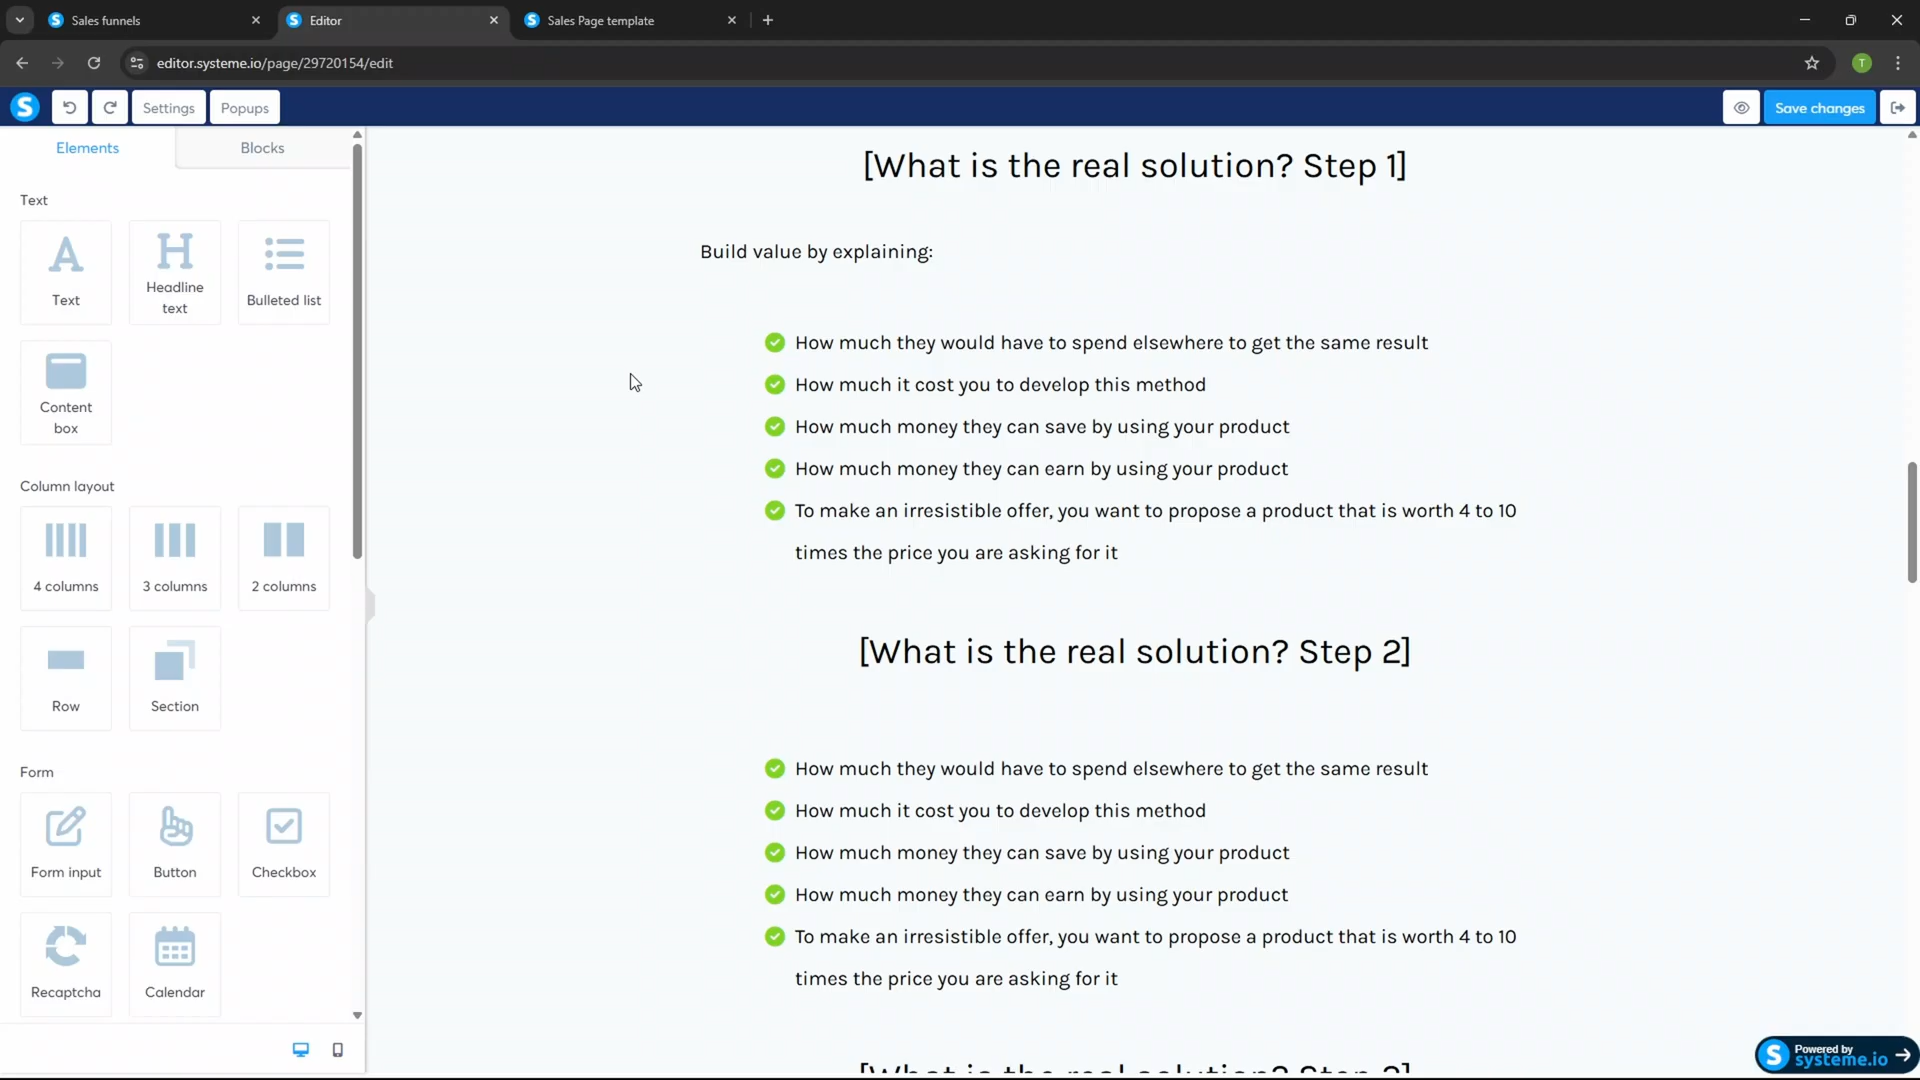 Sales funnels
Editor
Sales Page template
editor.systeme.io/page/29720154/edit
T
S
Settings
Popups
Save changes
Elements
Blocks
Text
Text
Headline
text
Bulleted list
Content
box
Column layout
4 columns
3 columns
2 columns
Row
Section
Form
Form input
Button
Checkbox
Recaptcha
Calendar
[What is the real solution? Step 1]
Build value by explaining:
How much they would have to spend elsewhere to get the same result
How much it cost you to develop this method
How much money they can save by using your product
How much money they can earn by using your product
To make an irresistible offer, you want to propose a product that is worth 4 to 10
times the price you are asking for it
[What is the real solution? Step 2]
How much they would have to spend elsewhere to get the same result
How much it cost you to develop this method
How much money they can save by using your product
How much money they can earn by using your product
To make an irresistible offer, you want to propose a product that is worth 4 to 10
times the price you are asking for it
[What is the real solution? Step 3]
Powered by
systeme.io